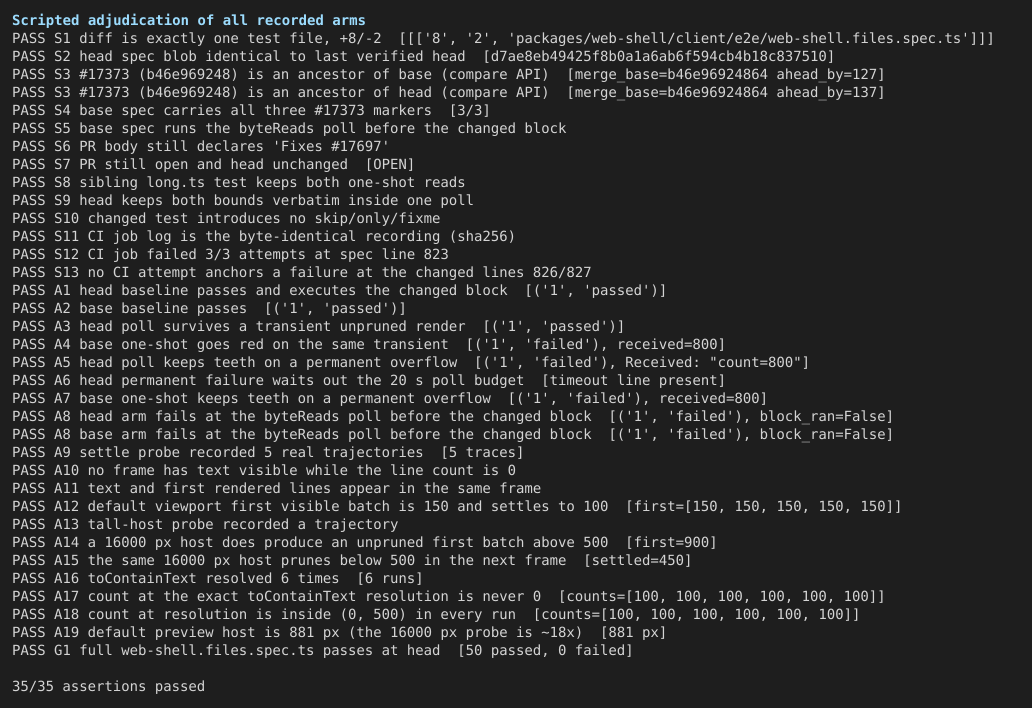 Scripted adjudication of all recorded arms
PASS S1 diff is exactly one test file, +8/-2  [[['8', '2', 'packages/web-shell/client/e2e/web-shell.files.spec.ts']]]
PASS S2 head spec blob identical to last verified head  [d7ae8eb49425f8b0a1a6ab6f594cb4b18c837510]
PASS S3 #17373 (b46e969248) is an ancestor of base (compare API)  [merge_base=b46e96924864 ahead_by=127]
PASS S3 #17373 (b46e969248) is an ancestor of head (compare API)  [merge_base=b46e96924864 ahead_by=137]
PASS S4 base spec carries all three #17373 markers  [3/3]
PASS S5 base spec runs the byteReads poll before the changed block
PASS S6 PR body still declares 'Fixes #17697'
PASS S7 PR still open and head unchanged  [OPEN]
PASS S8 sibling long.ts test keeps both one-shot reads
PASS S9 head keeps both bounds verbatim inside one poll
PASS S10 changed test introduces no skip/only/fixme
PASS S11 CI job log is the byte-identical recording (sha256)
PASS S12 CI job failed 3/3 attempts at spec line 823
PASS S13 no CI attempt anchors a failure at the changed lines 826/827
PASS A1 head baseline passes and executes the changed block  [('1', 'passed')]
PASS A2 base baseline passes  [('1', 'passed')]
PASS A3 head poll survives a transient unpruned render  [('1', 'passed')]
PASS A4 base one-shot goes red on the same transient  [('1', 'failed'), received=800]
PASS A5 head poll keeps teeth on a permanent overflow  [('1', 'failed'), Received: "count=800"]
PASS A6 head permanent failure waits out the 20 s poll budget  [timeout line present]
PASS A7 base one-shot keeps teeth on a permanent overflow  [('1', 'failed'), received=800]
PASS A8 head arm fails at the byteReads poll before the changed block  [('1', 'failed'), block_ran=False]
PASS A8 base arm fails at the byteReads poll before the changed block  [('1', 'failed'), block_ran=False]
PASS A9 settle probe recorded 5 real trajectories  [5 traces]
PASS A10 no frame has text visible while the line count is 0
PASS A11 text and first rendered lines appear in the same frame
PASS A12 default viewport first visible batch is 150 and settles to 100  [first=[150, 150, 150, 150, 150]]
PASS A13 tall-host probe recorded a trajectory
PASS A14 a 16000 px host does produce an unpruned first batch above 500  [first=900]
PASS A15 the same 16000 px host prunes below 500 in the next frame  [settled=450]
PASS A16 toContainText resolved 6 times  [6 runs]
PASS A17 count at the exact toContainText resolution is never 0  [counts=[100, 100, 100, 100, 100, 100]]
PASS A18 count at resolution is inside (0, 500) in every run  [counts=[100, 100, 100, 100, 100, 100]]
PASS A19 default preview host is 881 px (the 16000 px probe is ~18x)  [881 px]
PASS G1 full web-shell.files.spec.ts passes at head  [50 passed, 0 failed]
35/35 assertions passed